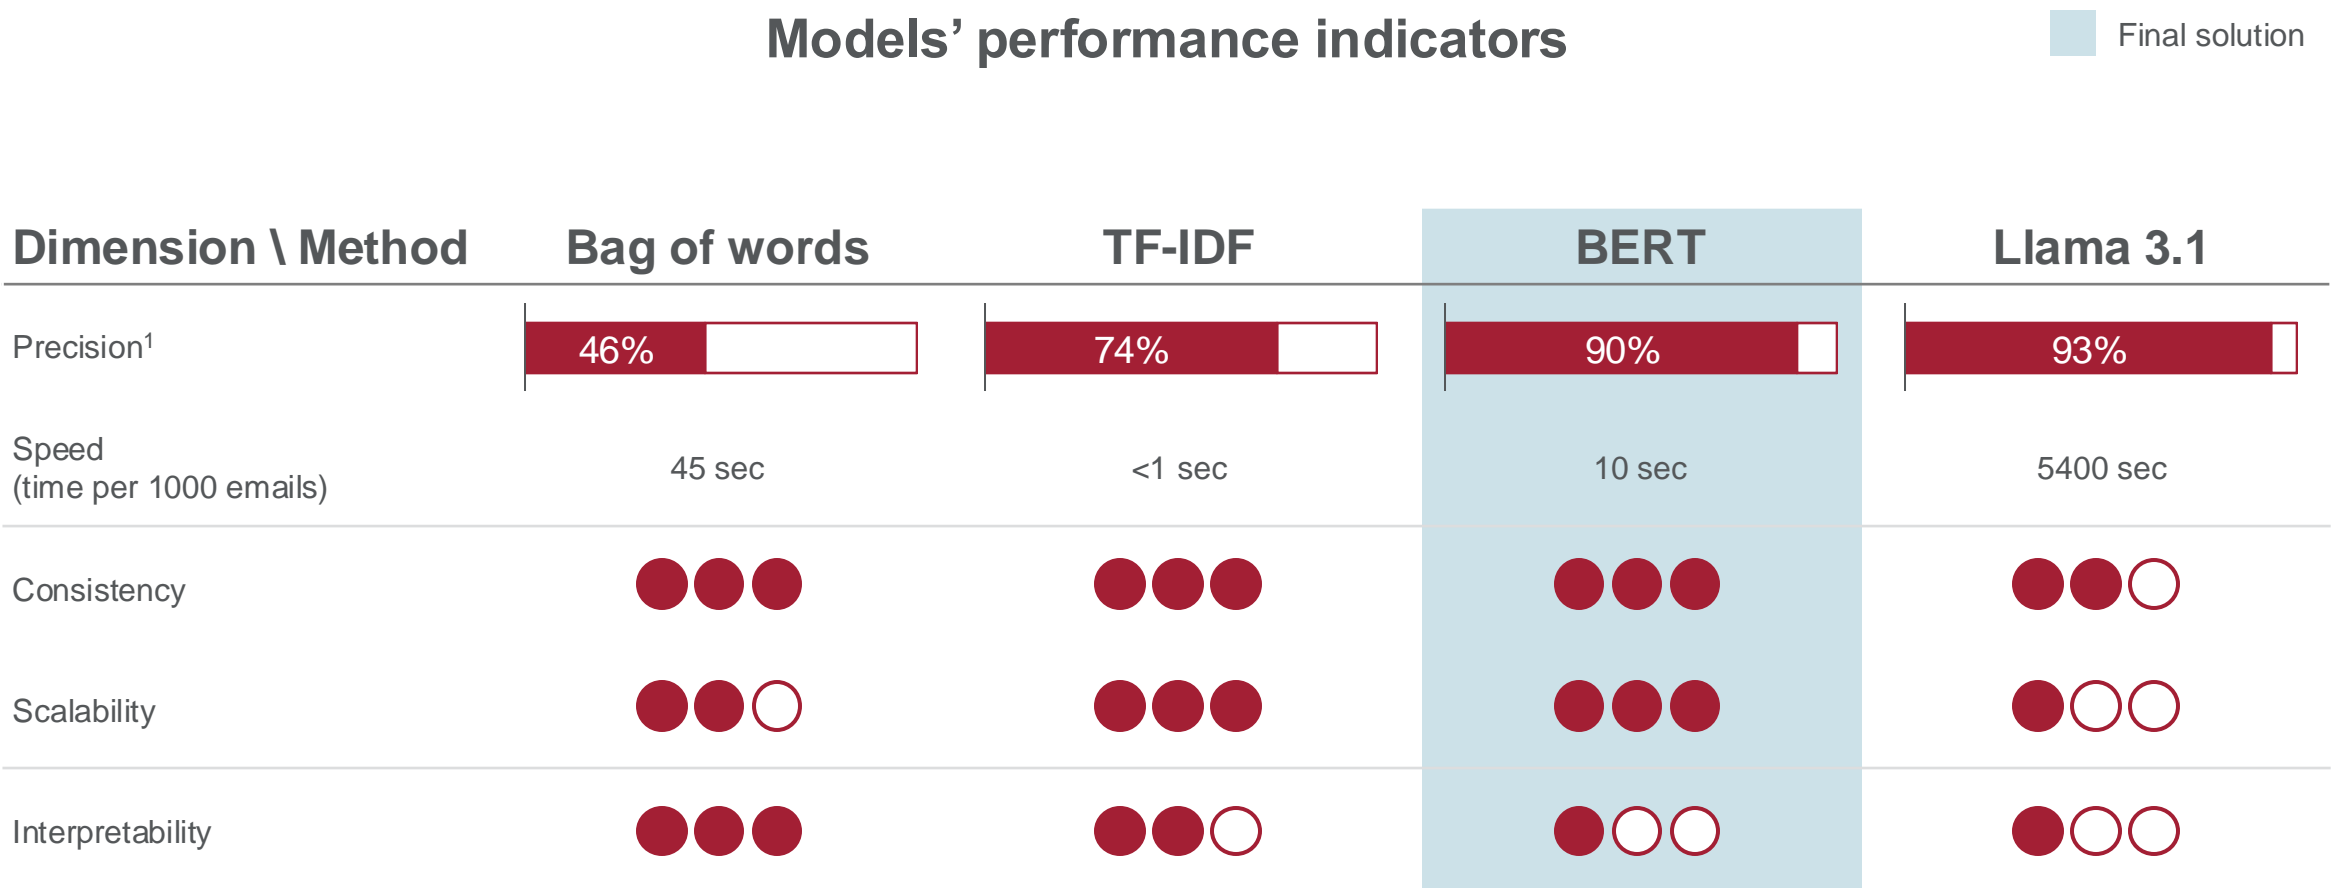 Models’ performance indicators
Final solution
Dimension \ Method
Bag of words
TF-IDF
BERT
Llama 3.1
Precision¹
46%
74%
90%
93%
Speed
(time per 1000 emails)
45 sec
<1 sec
10 sec
5400 sec
Consistency
Scalability
Interpretability